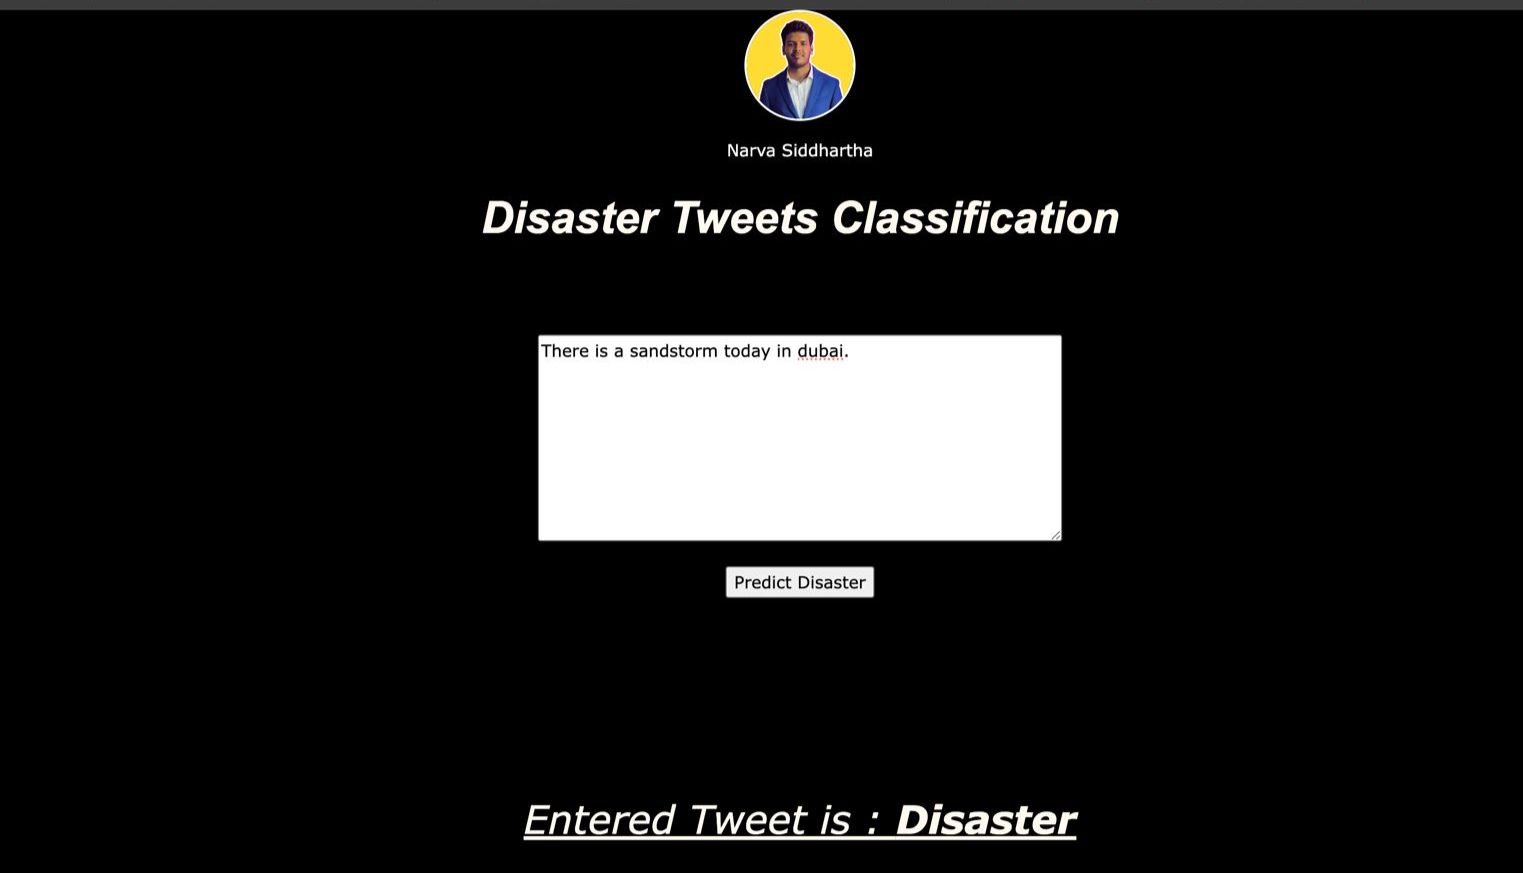 Narva Siddhartha
Disaster Tweets Classification
There is a sandstorm today in dubai.
Predict Disaster
Entered Tweet is : Disaster